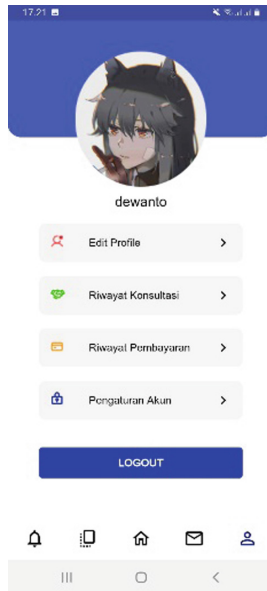 17.21
dewanto
Edit Profile
Riwayat Konsultasi
Riwayat Pembayaran
Pengaturan Akun
LOGOUT